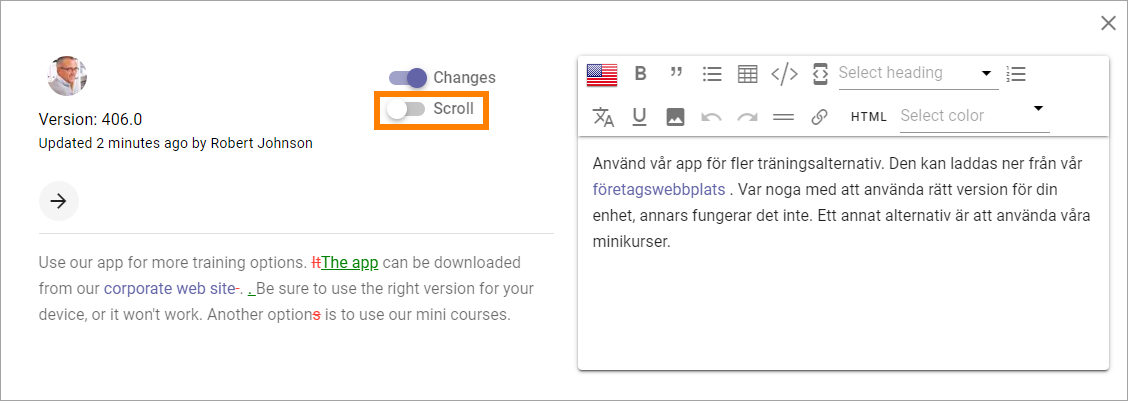 Changes
Scroll
Version: 406.0
Updated 2 minutes ago by Robert Johnson
Use our app for more training options. ItThe app can be downloaded
from our corporate web site . . Be sure to use the right version for your
device, or it won't work. Another options is to use our mini courses.
B ” </> Select heading
U HTML Select color
Använd vår app för fler träningsalternativ. Den kan laddas ner från vår
företagswebbplats . Var noga med att använda rätt version för din
enhet, annars fungerar det inte. Ett annat alternativ är att använda våra
minikurser.